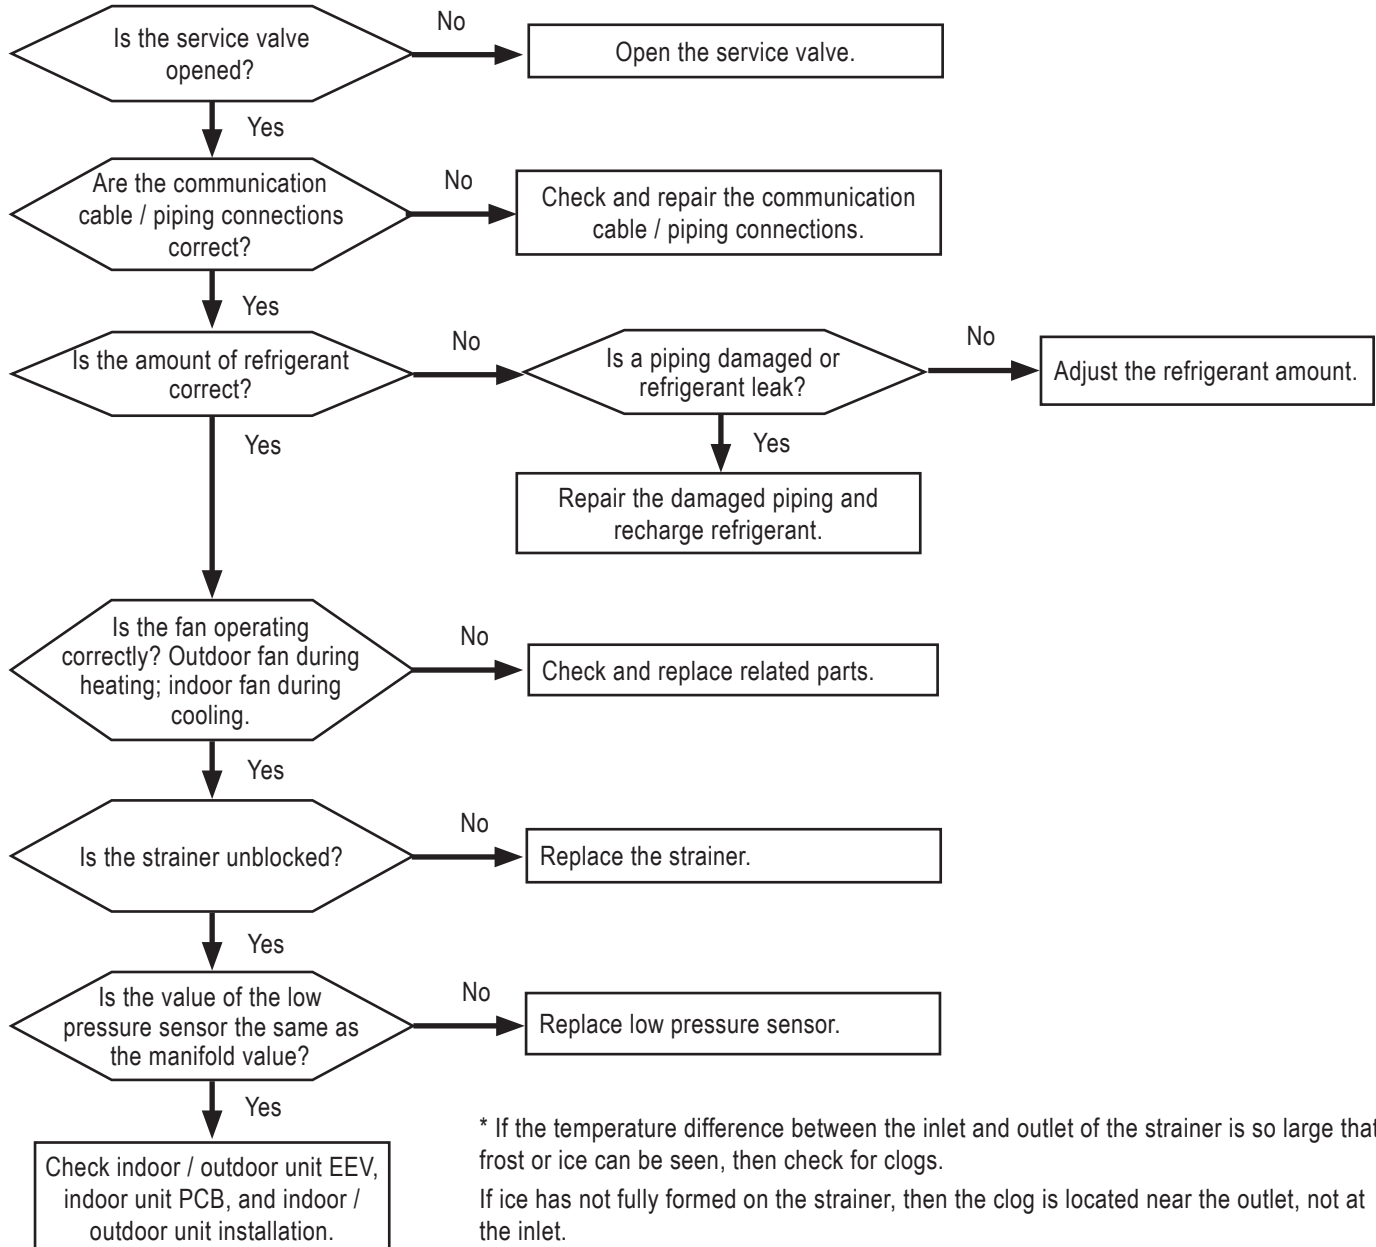 Is the service valve
opened?
No
Open the service valve.
Yes
Are the communication
cable / piping connections
correct?
No
Check and repair the communication
cable / piping connections.
Yes
Is the amount of refrigerant
correct?
No
Is a piping damaged or
refrigerant leak?
No
Adjust the refrigerant amount.
Yes
Repair the damaged piping and
recharge refrigerant.
Yes
Is the fan operating
correctly? Outdoor fan during
heating; indoor fan during
cooling.
No
Check and replace related parts.
Yes
Is the strainer unblocked?
No
Replace the strainer.
Yes
Is the value of the low
pressure sensor the same as
the manifold value?
No
Replace low pressure sensor.
Yes
Check indoor / outdoor unit EEV,
indoor unit PCB, and indoor /
outdoor unit installation.
* If the temperature difference between the inlet and outlet of the strainer is so large that
frost or ice can be seen, then check for clogs.
If ice has not fully formed on the strainer, then the clog is located near the outlet, not at
the inlet.